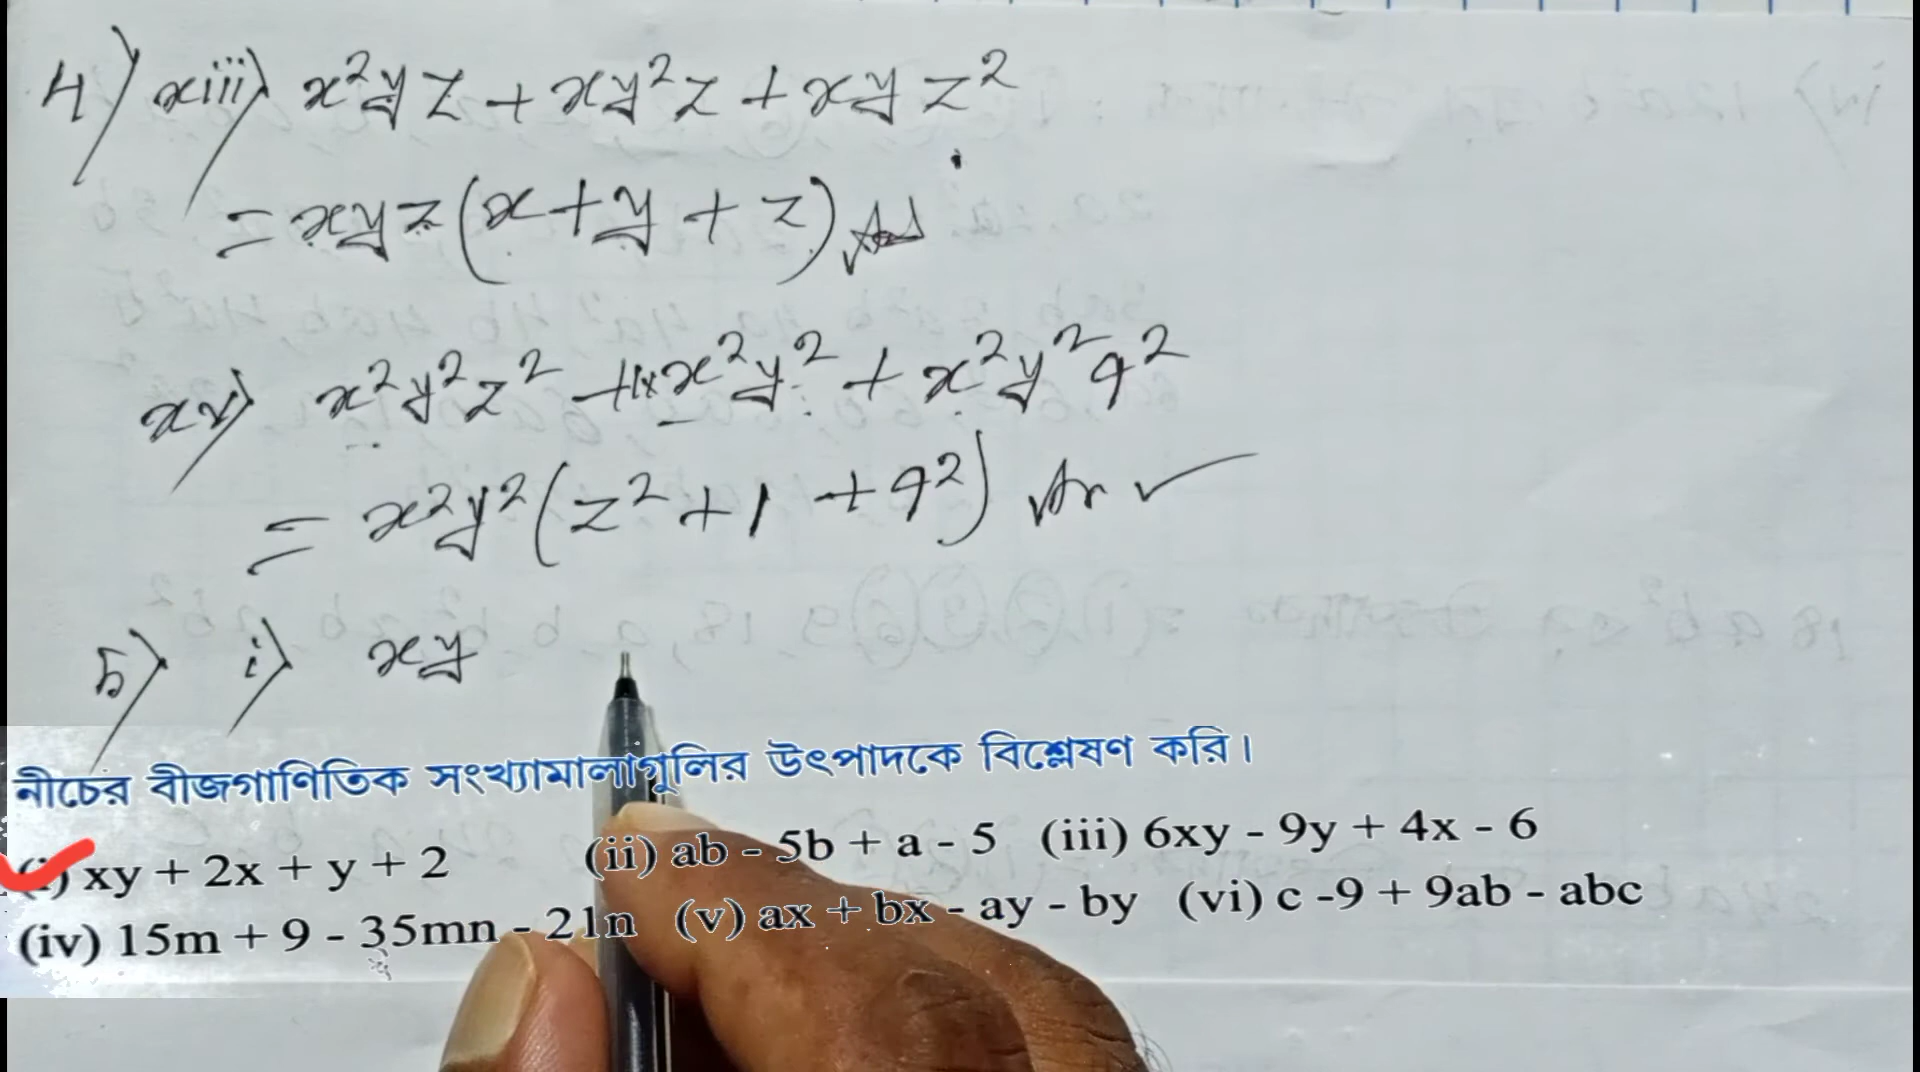 4) xiii) x²yz + xy²z + xyz²
= xyz(x + y + z) Ans
xv) x²y²z² + 1×x²y² + x²y²q²
= x²y²(z² + 1 + q²) Ans ✓
5) i) xy
নীচের বীজগাণিতিক সংখ্যামালাগুলির উৎপাদকে বিশ্লেষণ করি।
(i) xy + 2x + y + 2 (ii) ab - 5b + a - 5 (iii) 6xy - 9y + 4x - 6
(iv) 15m + 9 - 35mn - 21n (v) ax + bx - ay - by (vi) c -9 + 9ab - abc